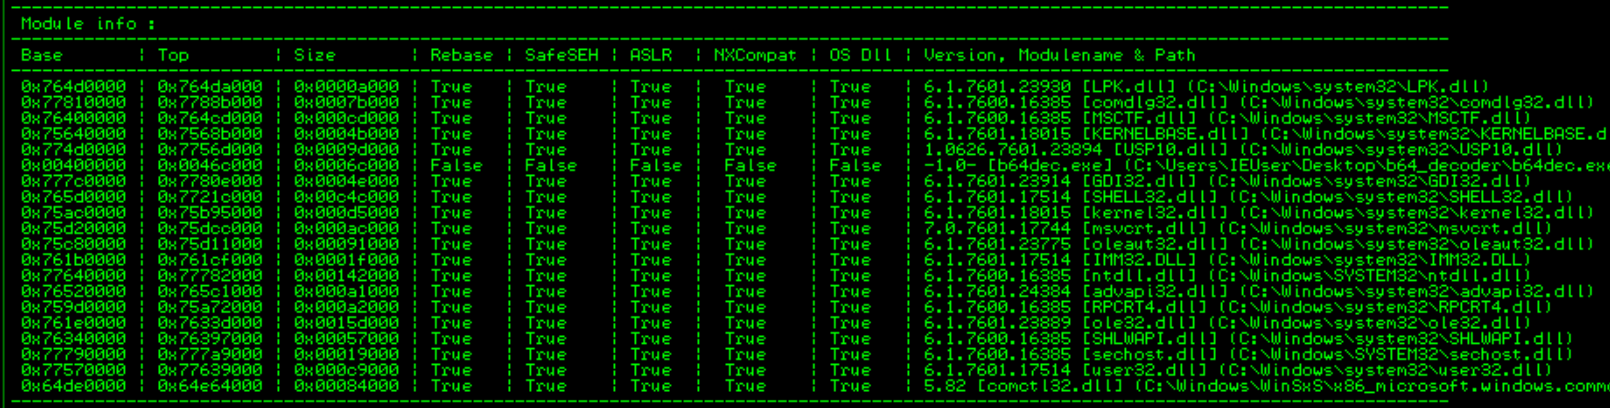 Module info :
Base | Top | Size | Rebase | SafeSEH | ASLR | NXCompat | OS Dll | Version, Modulename & Path
0x764d0000 | 0x764da000 | 0x0000a000 | True | True | True | True | True | 6.1.7601.23930 [LPK.dll] (C:\Windows\system32\LPK.dll)
0x77810000 | 0x7788b000 | 0x0007b000 | True | True | True | True | True | 6.1.7600.16385 [comdlg32.dll] (C:\Windows\system32\comdlg32.dll)
0x76400000 | 0x764cd000 | 0x000cd000 | True | True | True | True | True | 6.1.7600.16385 [MSCTF.dll] (C:\Windows\system32\MSCTF.dll)
0x75640000 | 0x7568b000 | 0x0004b000 | True | True | True | True | True | 6.1.7601.18015 [KERNELBASE.dll] (C:\Windows\system32\KERNELBASE.d
0x774d0000 | 0x7756d000 | 0x0009d000 | True | True | True | True | True | 1.0626.7601.23894 [USP10.dll] (C:\Windows\system32\USP10.dll)
0x00400000 | 0x0046c000 | 0x0006c000 | False | False | False | False | False | -1.0- [b64dec.exe] (C:\Users\IEUser\Desktop\b64_decoder\b64dec.exe
0x777c0000 | 0x7780e000 | 0x0004e000 | True | True | True | True | True | 6.1.7601.23914 [GDI32.dll] (C:\Windows\system32\GDI32.dll)
0x765d0000 | 0x7721c000 | 0x00c4c000 | True | True | True | True | True | 6.1.7601.17514 [SHELL32.dll] (C:\Windows\system32\SHELL32.dll)
0x75ac0000 | 0x75b95000 | 0x000d5000 | True | True | True | True | True | 6.1.7601.18015 [kernel32.dll] (C:\Windows\system32\kernel32.dll)
0x75d20000 | 0x75dcc000 | 0x000ac000 | True | True | True | True | True | 7.0.7601.17744 [msvcrt.dll] (C:\Windows\system32\msvcrt.dll)
0x75c80000 | 0x75d11000 | 0x00091000 | True | True | True | True | True | 6.1.7601.23775 [oleaut32.dll] (C:\Windows\system32\oleaut32.dll)
0x761b0000 | 0x761cf000 | 0x0001f000 | True | True | True | True | True | 6.1.7601.17514 [IMM32.DLL] (C:\Windows\system32\IMM32.DLL)
0x77640000 | 0x77782000 | 0x00142000 | True | True | True | True | True | 6.1.7600.16385 [ntdll.dll] (C:\Windows\SYSTEM32\ntdll.dll)
0x76520000 | 0x765c1000 | 0x000a1000 | True | True | True | True | True | 6.1.7601.24384 [advapi32.dll] (C:\Windows\system32\advapi32.dll)
0x759d0000 | 0x75a72000 | 0x000a2000 | True | True | True | True | True | 6.1.7600.16385 [RPCRT4.dll] (C:\Windows\system32\RPCRT4.dll)
0x761e0000 | 0x7633d000 | 0x0015d000 | True | True | True | True | True | 6.1.7601.23889 [ole32.dll] (C:\Windows\system32\ole32.dll)
0x76340000 | 0x76397000 | 0x00057000 | True | True | True | True | True | 6.1.7600.16385 [SHLWAPI.dll] (C:\Windows\system32\SHLWAPI.dll)
0x77790000 | 0x777a9000 | 0x00019000 | True | True | True | True | True | 6.1.7600.16385 [sechost.dll] (C:\Windows\SYSTEM32\sechost.dll)
0x77570000 | 0x77639000 | 0x000c9000 | True | True | True | True | True | 6.1.7601.17514 [user32.dll] (C:\Windows\system32\user32.dll)
0x64de0000 | 0x64e64000 | 0x00084000 | True | True | True | True | True | 5.82 [comctl32.dll] (C:\Windows\WinSxS\x86_microsoft.windows.comm